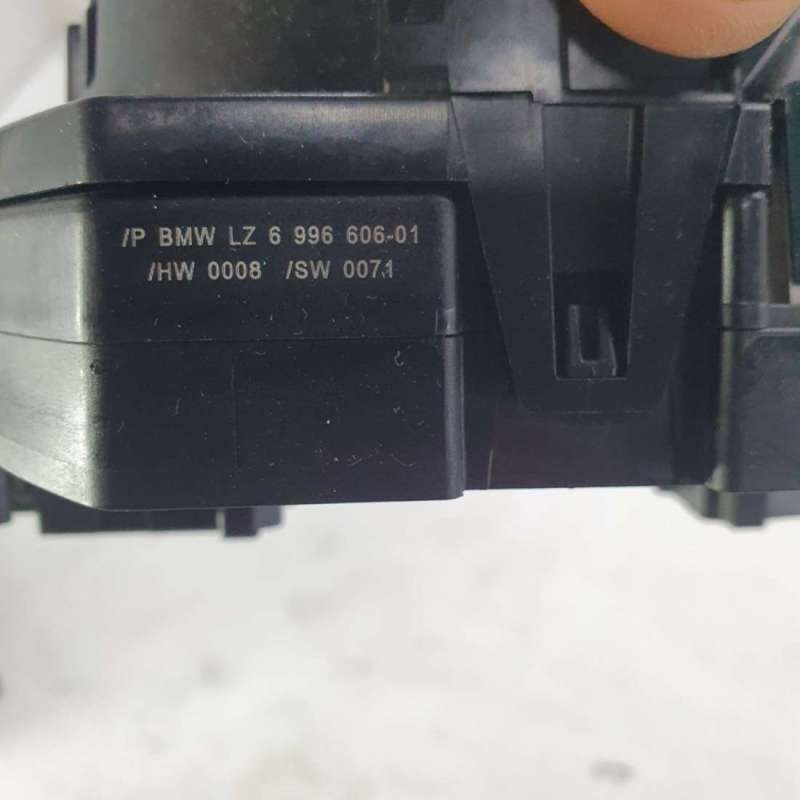 /P BMW LZ 6 996 606-01
/HW 0008 /SW 0071